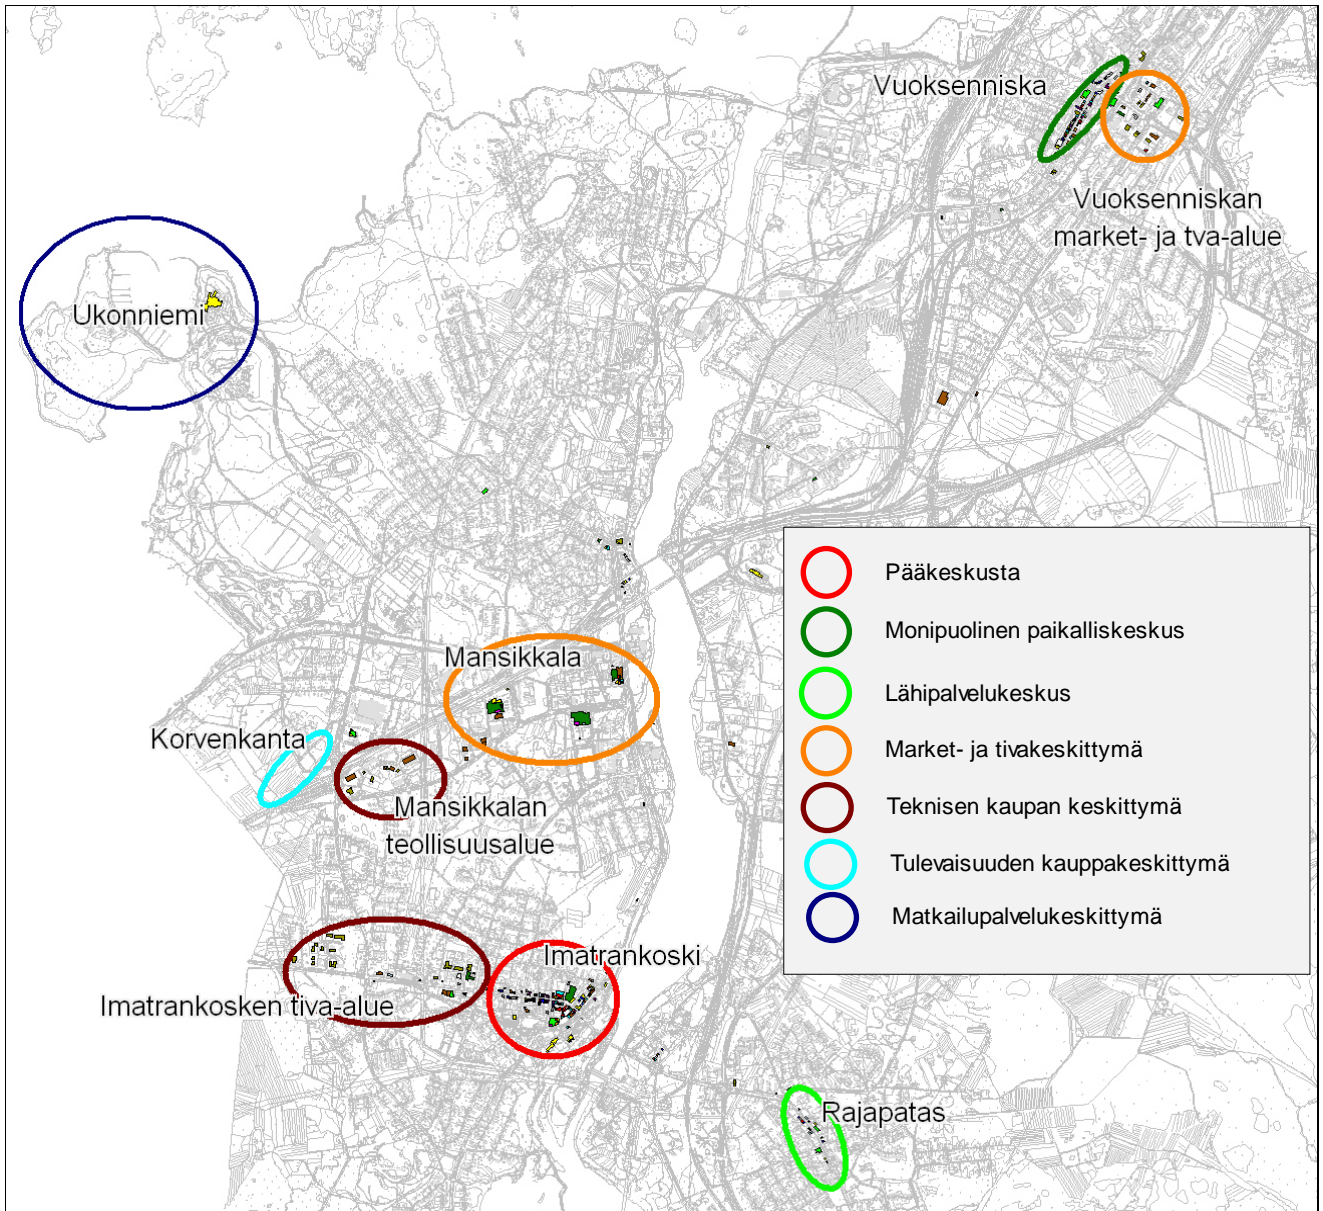 Vuoksenniska
Vuoksenniskan
market- ja tva-alue
Ukonniemi
Mansikkala
Korvenkanta
Mansikkalan
teollisuusalue
Imatrankoski
Imatrankosken tiva-alue
Rajapatas
Pääkeskusta
Monipuolinen paikalliskeskus
Lähipalvelukeskus
Market- ja tivakeskittymä
Teknisen kaupan keskittymä
Tulevaisuuden kauppakeskittymä
Matkailupalvelukeskittymä